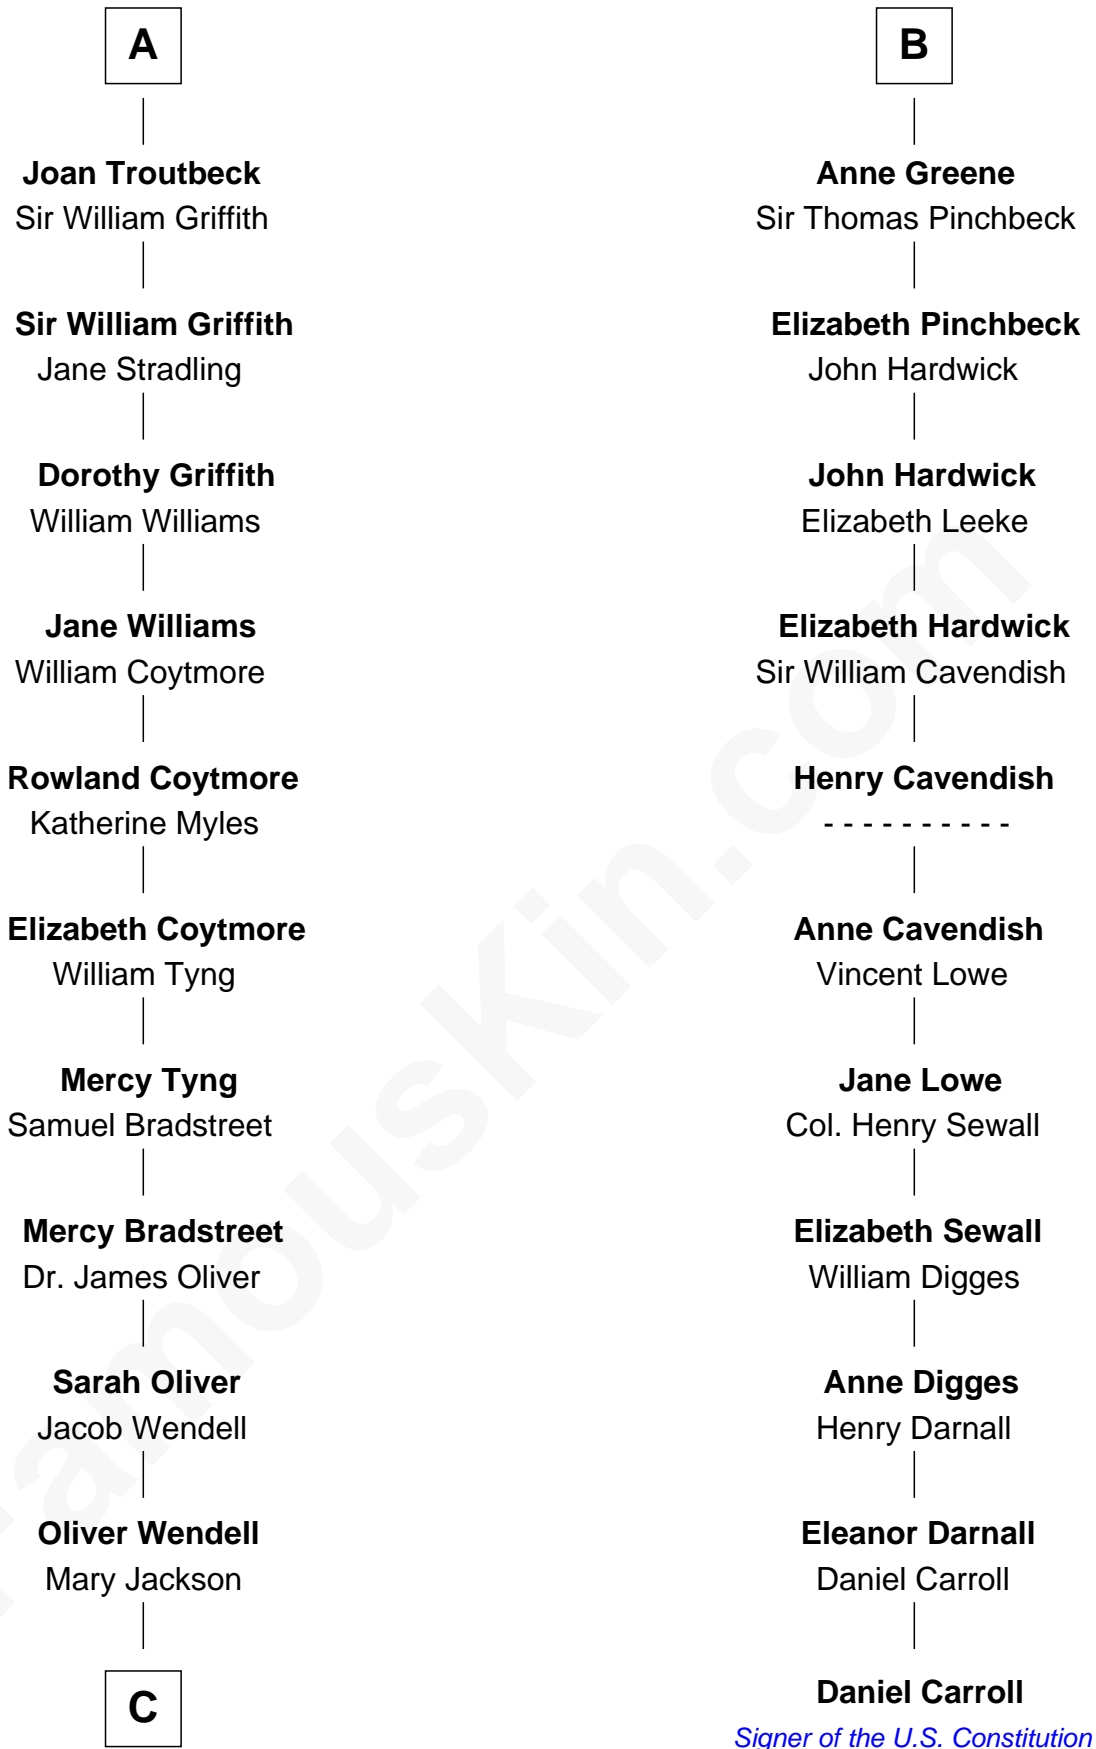 A
Joan Troutbeck
Sir William Griffith
Sir William Griffith
Jane Stradling
Dorothy Griffith
William Williams
Jane Williams
William Coytmore
Rowland Coytmore
Katherine Myles
Elizabeth Coytmore
William Tyng
Mercy Tyng
Samuel Bradstreet
Mercy Bradstreet
Dr. James Oliver
Sarah Oliver
Jacob Wendell
Oliver Wendell
Mary Jackson
C
B
Anne Greene
Sir Thomas Pinchbeck
Elizabeth Pinchbeck
John Hardwick
John Hardwick
Elizabeth Leeke
Elizabeth Hardwick
Sir William Cavendish
Henry Cavendish
- - - - - - - - - -
Anne Cavendish
Vincent Lowe
Jane Lowe
Col. Henry Sewall
Elizabeth Sewall
William Digges
Anne Digges
Henry Darnall
Eleanor Darnall
Daniel Carroll
Daniel Carroll
Signer of the U.S. Constitution
FamousKin.com